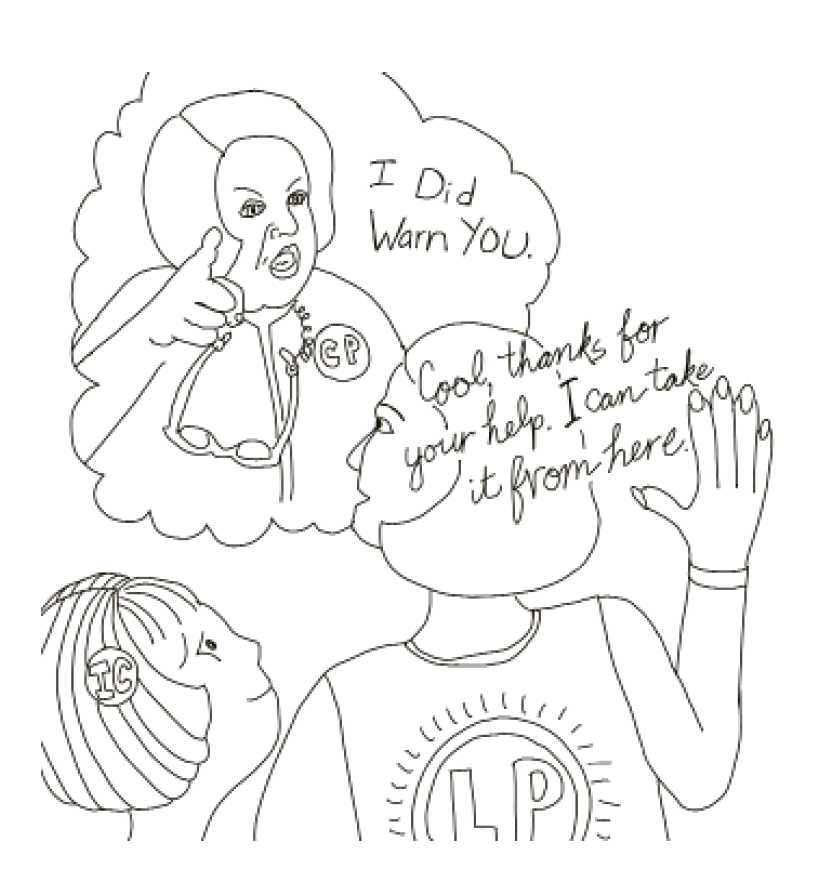 I Did
Warn YOU.
CP
Cool, thanks for
your help. I can take
it from here.
IC
LP